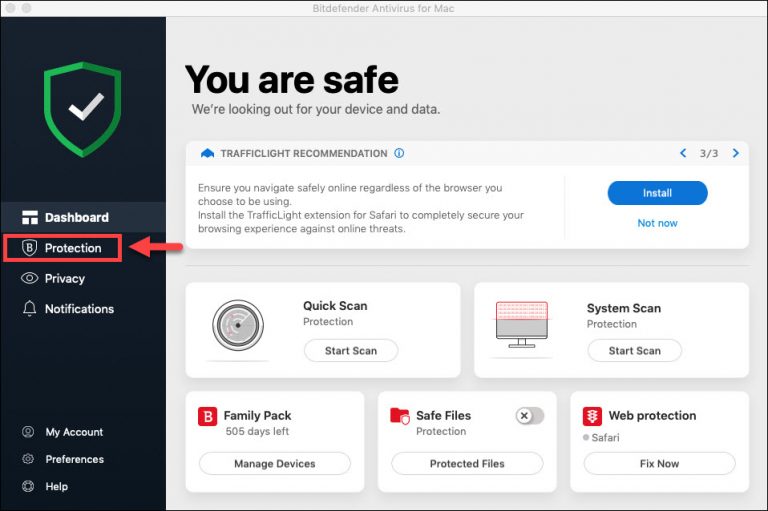 Bitdefender Antivirus for Mac
Dashboard
Protection
Privacy
Notifications
My Account
Preferences
Help
You are safe
We're looking out for your device and data.
TRAFFICLIGHT RECOMMENDATION
3/3
Ensure you navigate safely online regardless of the browser you
choose to be using.
Install the TrafficLight extension for Safari to completely secure your
browsing experience against online threats.
Install
Not now
Quick Scan
Protection
Start Scan
System Scan
Protection
Start Scan
B
Family Pack
505 days left
Manage Devices
Safe Files
Protection
Protected Files
Web protection
Safari
Fix Now